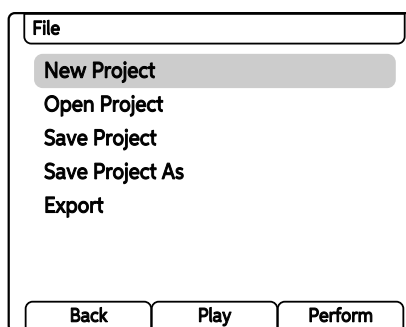 File
New Project
Open Project
Save Project
Save Project As
Export
Back Play Perform